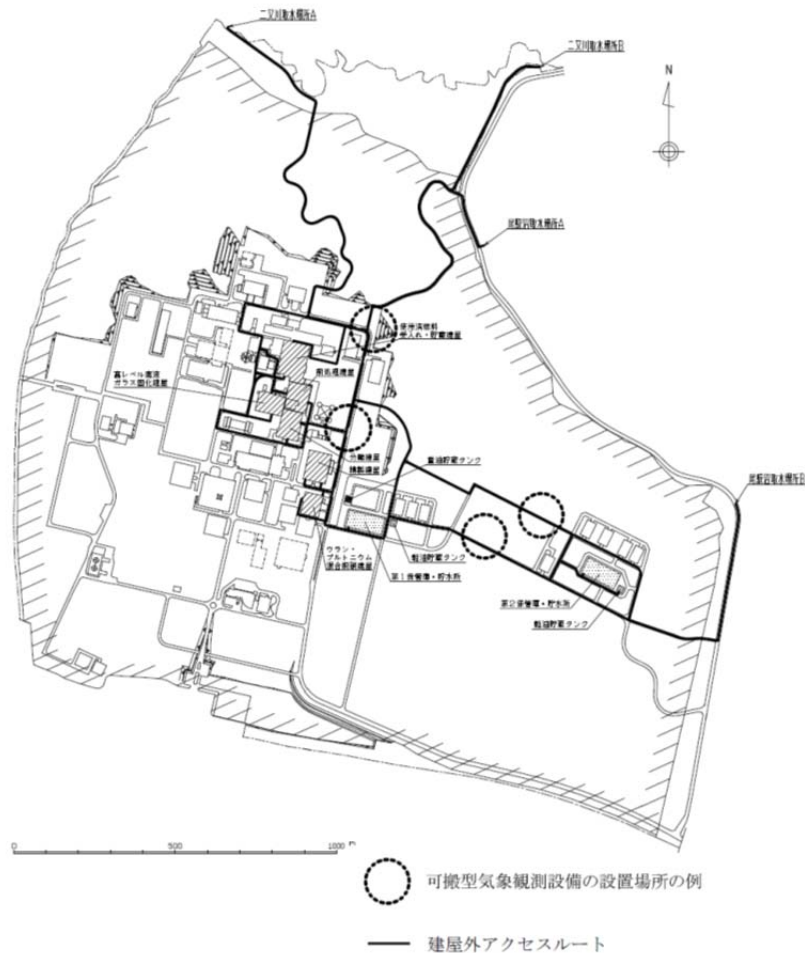 二又川取水場所A
二又川取水場所B
N
尾駮沼取水場所A
使用済燃料
受入れ・貯蔵建屋
前処理建屋
高レベル廃液
ガラス固化建屋
分離建屋
精製建屋
重油貯蔵タンク
尾駮沼取水場所B
ウラン・
プルトニウム
混合脱硝建屋
軽油貯蔵タンク
第1保管庫・貯水所
第2保管庫・貯水所
軽油貯蔵タンク
0 500 1000
可搬型気象観測設備の設置場所の例
建屋外アクセスルート